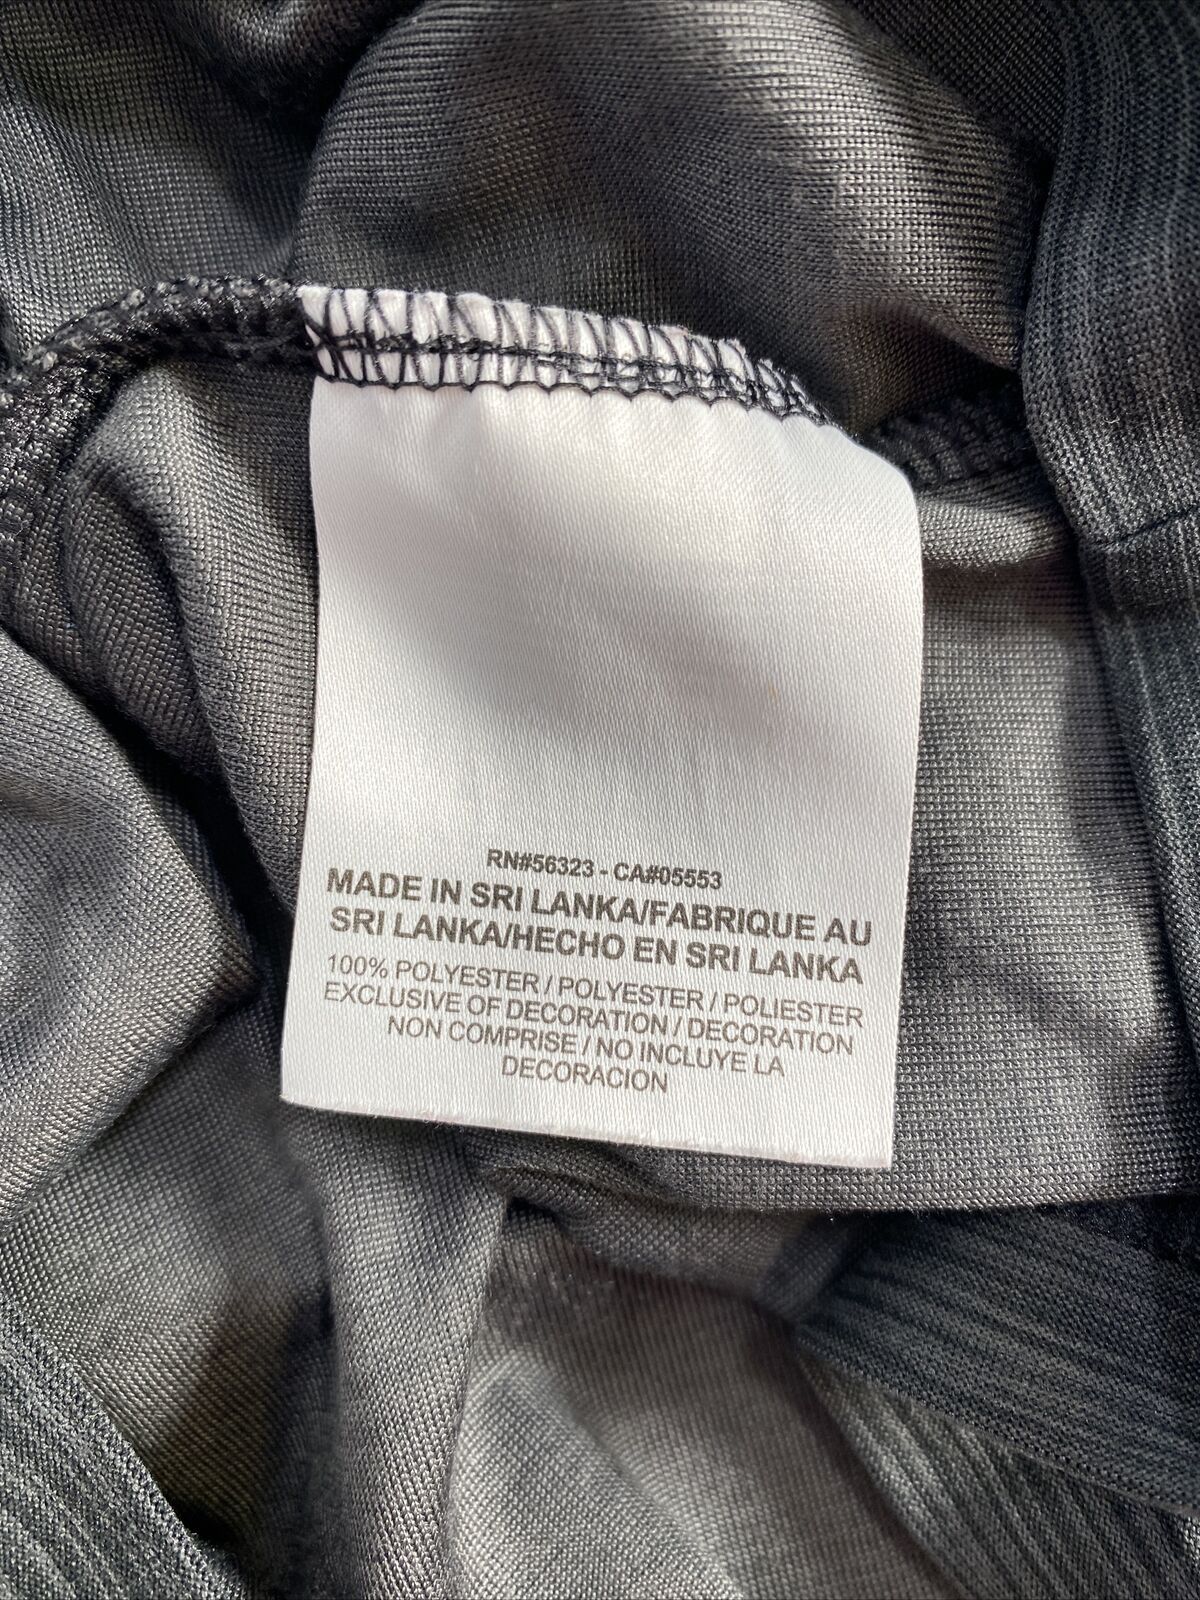 RN#56323 - CA#05553
MADE IN SRI LANKA/FABRIQUE AU
SRI LANKA/HECHO EN SRI LANKA
100% POLYESTER / POLYESTER / POLIESTER
EXCLUSIVE OF DECORATION / DECORATION
NON COMPRISE / NO INCLUYE LA
DECORACION